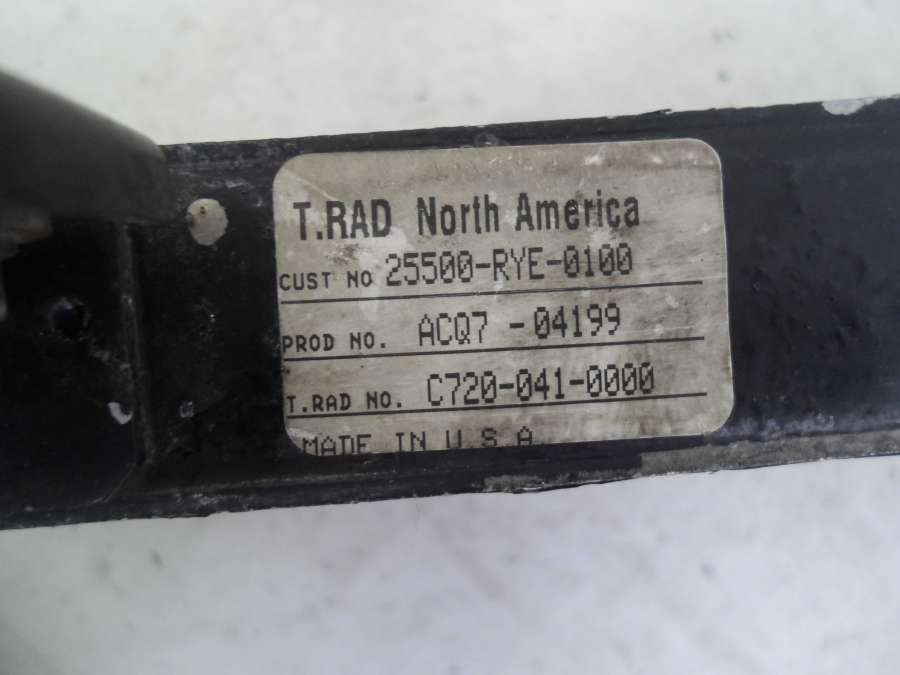 T.RAD North America
CUST NO 25500-RYE-0100
PROD NO. ACQ7 -04199
T.RAD NO. C720-041-0000
MADE IN U.S.A.